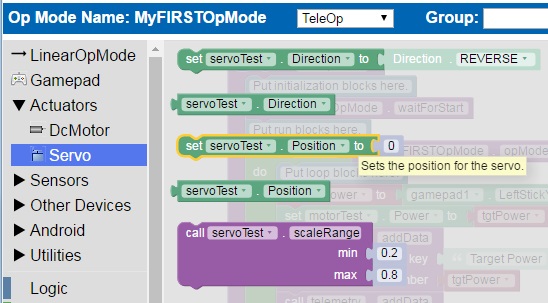 Op Mode Name: MyFIRSTOpMode TeleOp Group:
LinearOpMode
Gamepad
Actuators
DcMotor
Servo
Sensors
Other Devices
Android
Utilities
Logic
set servoTest . Direction to Direction . REVERSE
Put initialization blocks here.
servoTest . Direction
OpMode . waitForStart
Put run blocks here.
set servoTest . Position to 0
FIRSTOpMode . opMode
Sets the position for the servo.
do Put loop blocks
servoTest . Position
Power to gamepad1 . LeftStickY
set motorTest . Power to tgtPower
call servoTest . scaleRange
addData
min 0.2
key “ Target Power
max 0.8
number tgtPower
call telemetry . addData